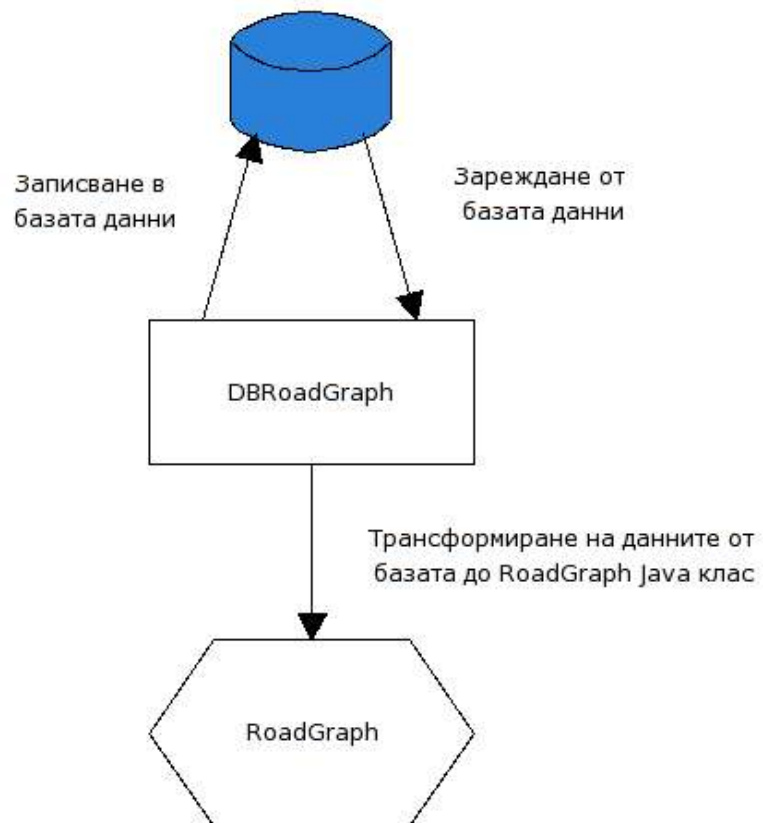 Записване в
базата данни
Зареждане от
базата данни
DBRoadGraph
Трансформиране на данните от
базата до RoadGraph Java клас
RoadGraph